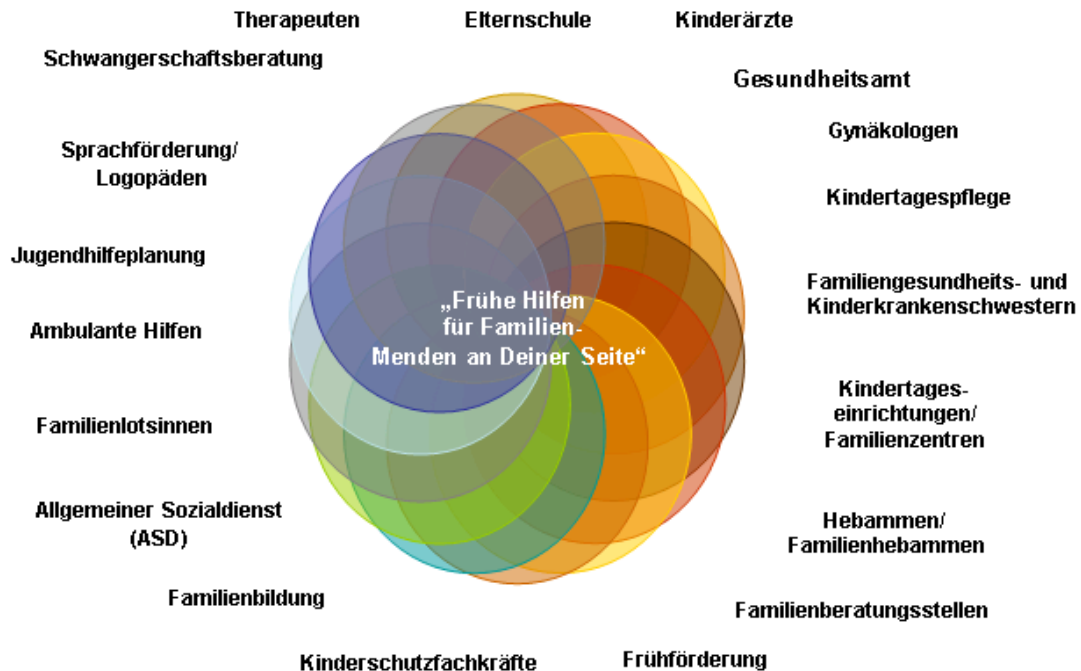 Therapeuten
Elternschule
Kinderärzte
Schwangerschaftsberatung
Gesundheitsamt
Gynäkologen
Sprachförderung/
Logopäden
Kindertagespflege
Jugendhilfeplanung
Familiengesundheits- und
Kinderkrankenschwestern
„Frühe Hilfen
für Familien-
Menden an Deiner Seite“
Ambulante Hilfen
Kindertages-
einrichtungen/
Familienzentren
Familienlotsinnen
Allgemeiner Sozialdienst
(ASD)
Hebammen/
Familienhebammen
Familienbildung
Familienberatungsstellen
Kinderschutzfachkräfte
Frühförderung